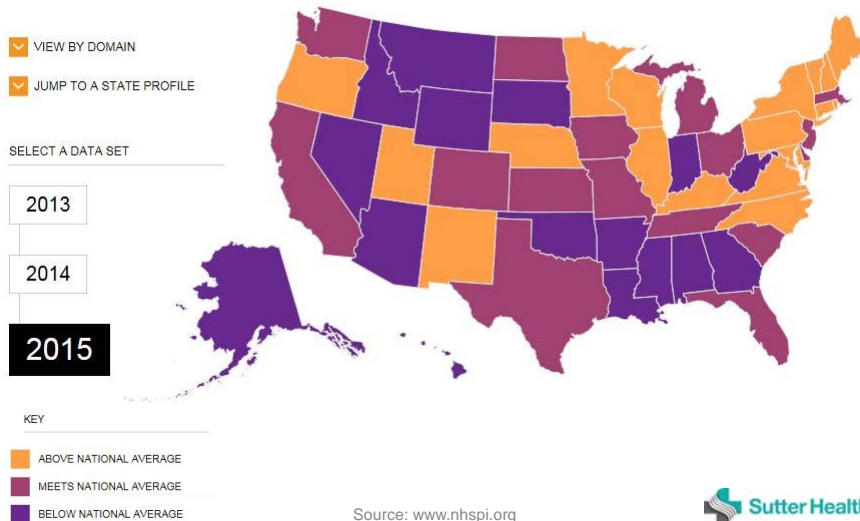 VIEW BY DOMAIN
JUMP TO A STATE PROFILE
SELECT A DATA SET
2013
2014
2015
KEY
ABOVE NATIONAL AVERAGE
MEETS NATIONAL AVERAGE
BELOW NATIONAL AVERAGE
Source: www.nhspi.org
Sutter Health